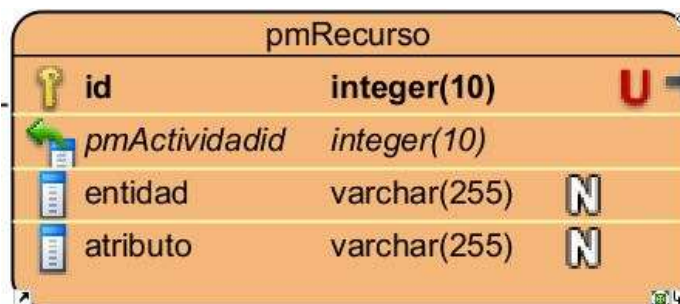 pmRecurso
id integer(10) U
pmActividadid integer(10)
entidad varchar(255) N
atributo varchar(255) N